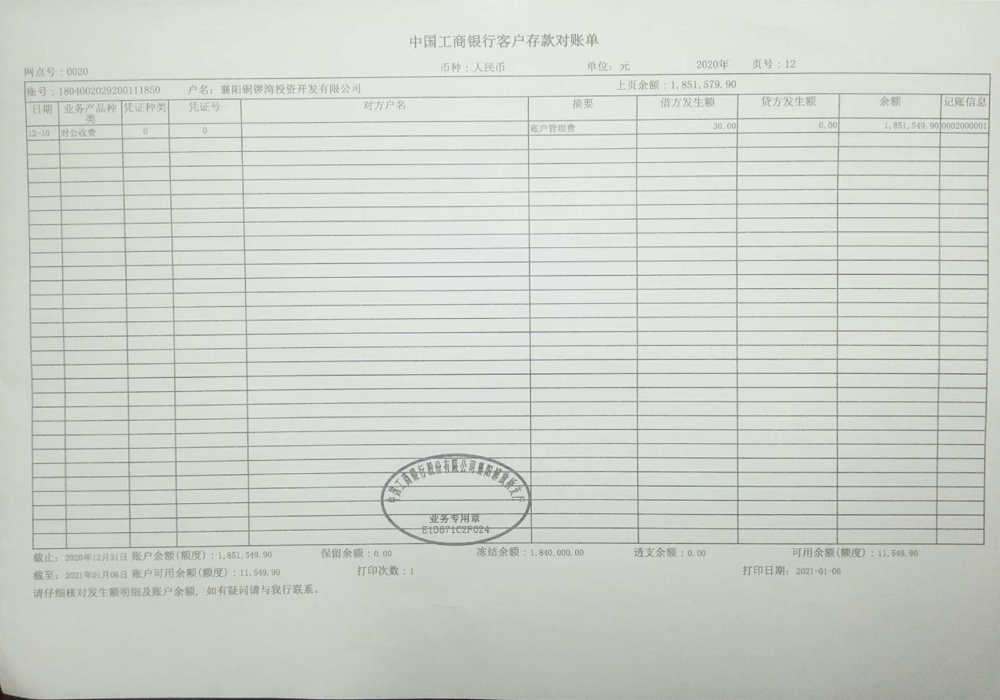 中国工商银行客户存款对账单
网点号：0020 币种：人民币 单位：元 2020年 页号：12
账号：1804002029200111850 户名：襄阳铜锣湾投资开发有限公司 上页余额：1,851,579.90
日期 业务产品种类 凭证种类 凭证号 对方户名 摘要 借方发生额 贷方发生额 余额 记账信息
12-10 对公收费 0 0 账户管理费 30.00 0.00 1,851,549.90 0002000001
中国工商银行股份有限公司襄阳解放桥支行
业务专用章
E1D871C2F024
截止：2020年12月31日 账户余额(额度)：1,851,549.90 保留余额：0.00 冻结余额：1,840,000.00 透支余额：0.00 可用余额(额度)：11,549.90
截至：2021年01月06日 账户可用余额(额度)：11,549.90 打印次数：1 打印日期：2021-01-06
请仔细核对发生额明细及账户余额，如有疑问请与我行联系。